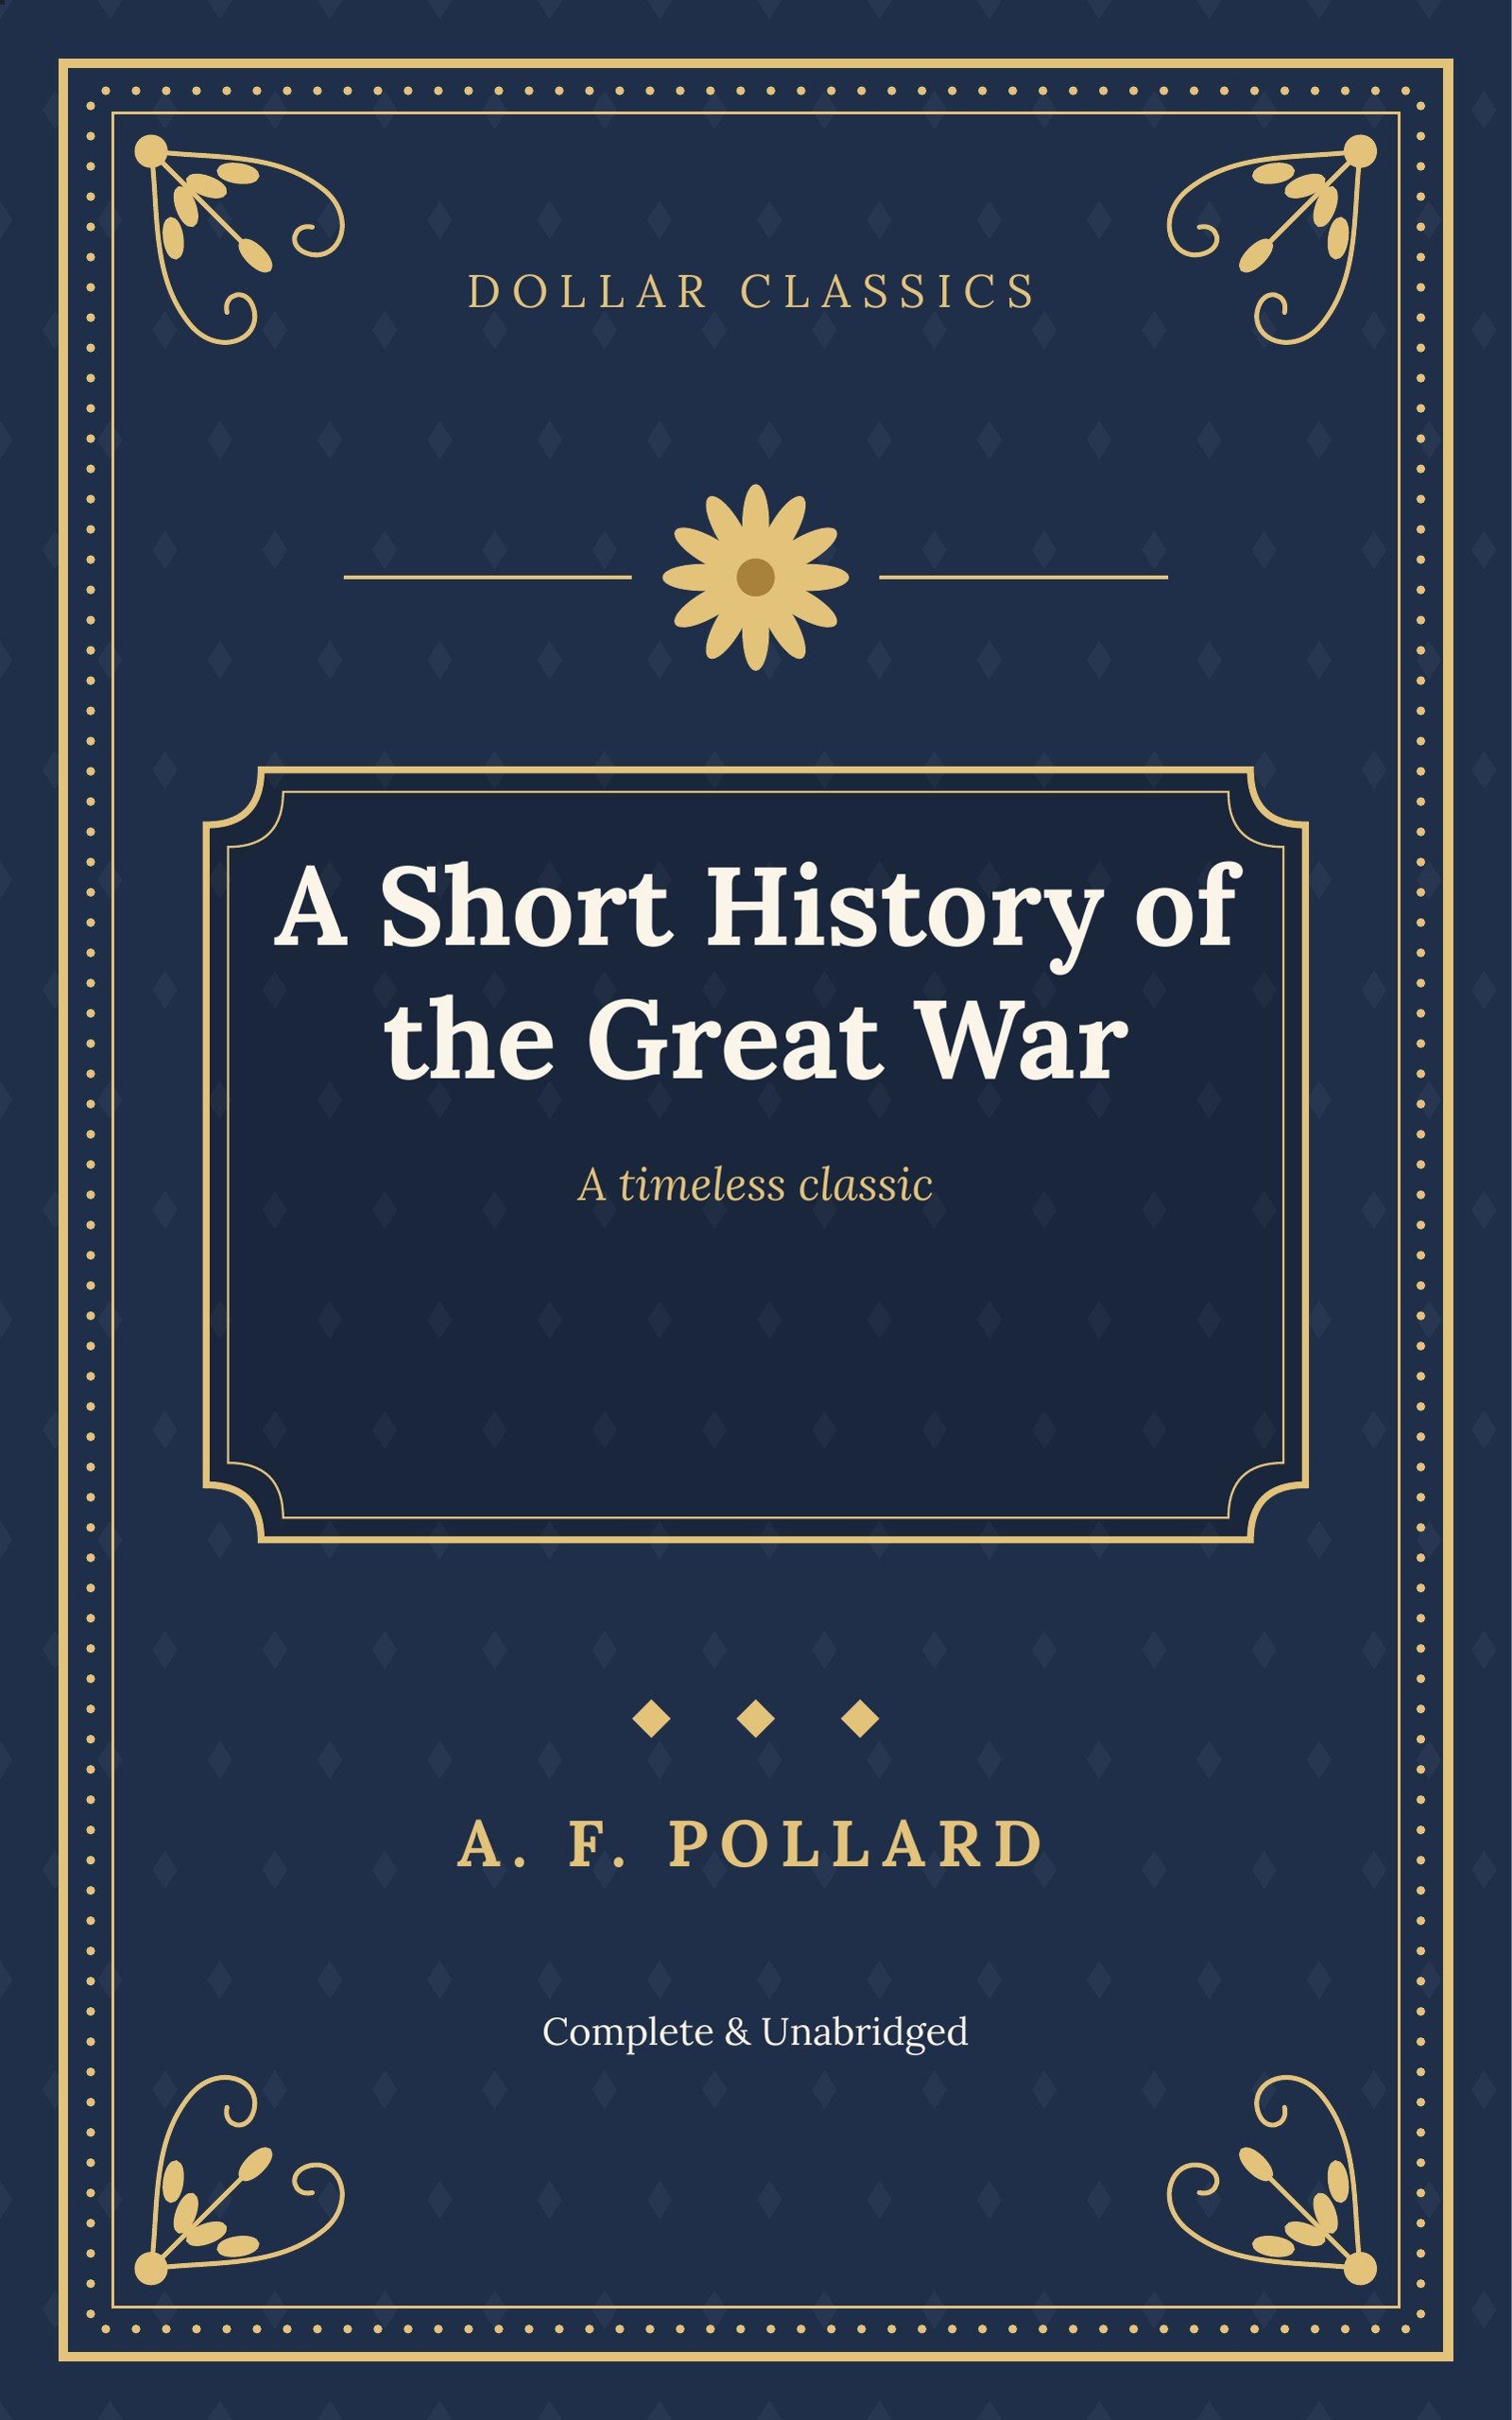 DOLLAR CLASSICS
A Short History of
the Great War
A timeless classic
A. F. POLLARD
Complete & Unabridged